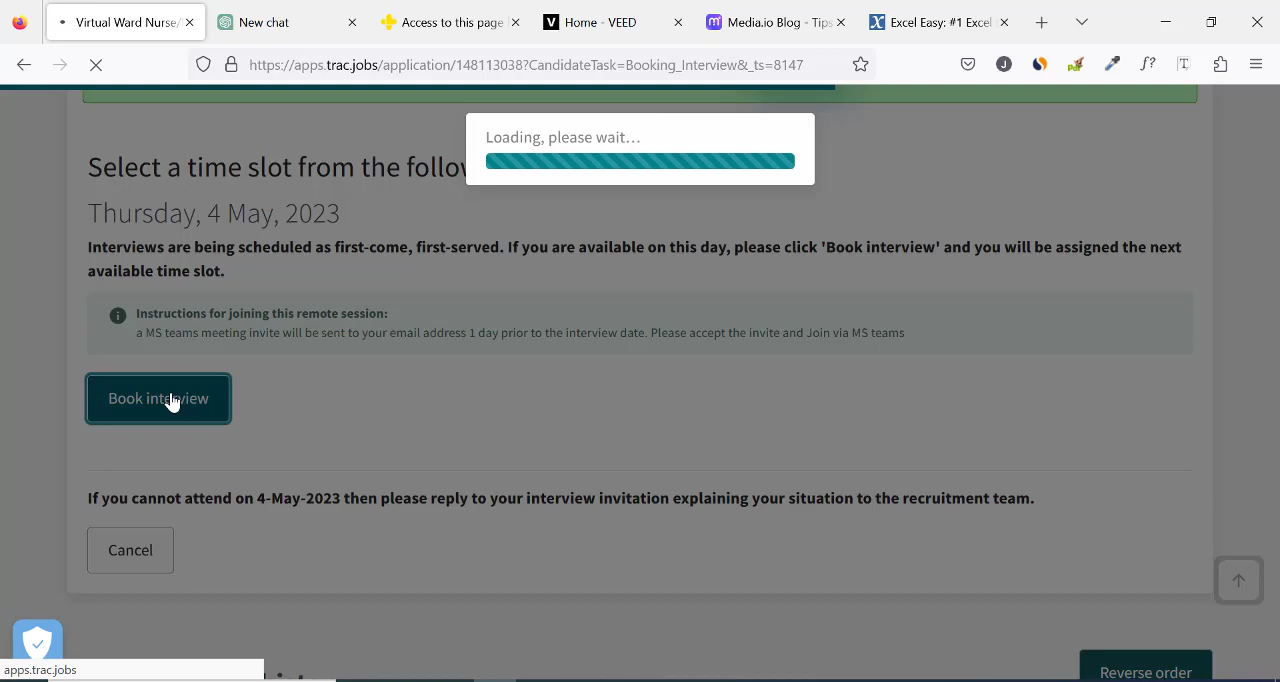 Virtual Ward Nurse/
New chat
Access to this page
Home - VEED
Media.io Blog - Tips
Excel Easy: #1 Excel
https://apps.trac.jobs/application/148113038?CandidateTask=Booking_Interview&_ts=8147
Loading, please wait…
Select a time slot from the follow
Thursday, 4 May, 2023
Interviews are being scheduled as first-come, first-served. If you are available on this day, please click 'Book interview' and you will be assigned the next
available time slot.
Instructions for joining this remote session:
a MS teams meeting invite will be sent to your email address 1 day prior to the interview date. Please accept the invite and Join via MS teams
Book interview
If you cannot attend on 4-May-2023 then please reply to your interview invitation explaining your situation to the recruitment team.
Cancel
apps.trac.jobs
Reverse order